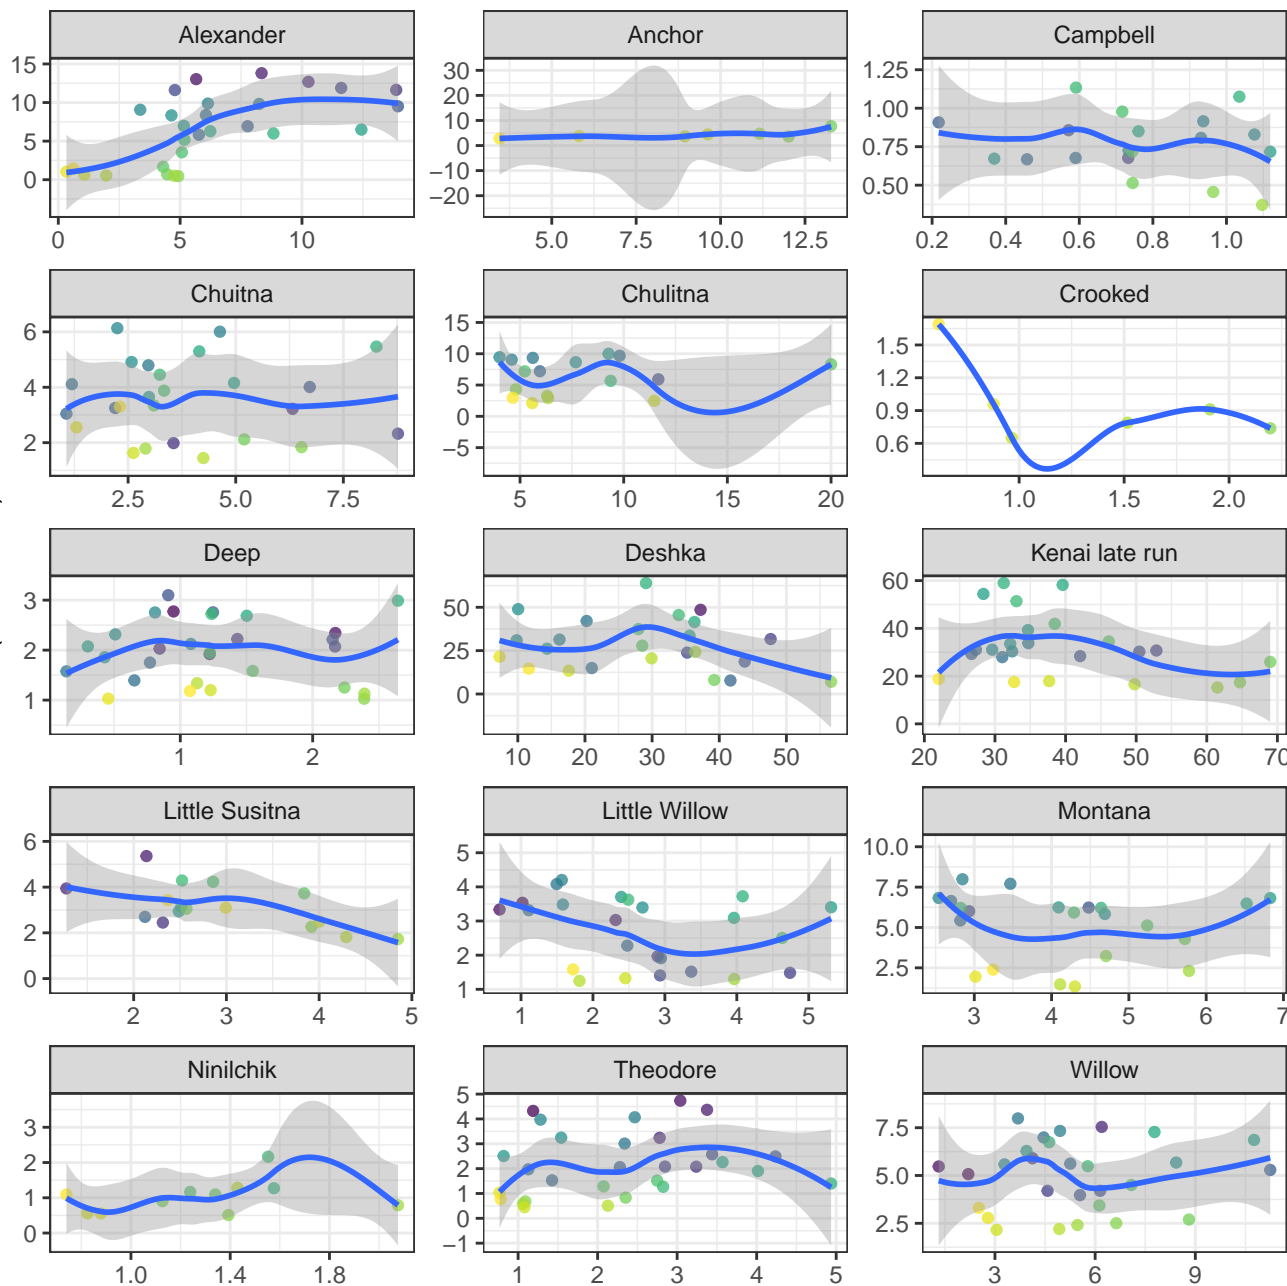 Alexander Anchor Campbell
15 10 5 0
30 20 10 0 −10 −20
1.25 1.00 0.75 0.50
0 5 10
5.0 7.5 10.0 12.5
0.2 0.4 0.6 0.8 1.0
Chuitna Chulitna Crooked
6 4 2
15 10 5 0 −5
1.5 1.2 0.9 0.6
2.5 5.0 7.5
5 10 15 20
1.0 1.5 2.0
Deep Deshka Kenai late run
3 2 1
50 25 0
60 40 20 0
1 2
10 20 30 40 50
20 30 40 50 60 70
Little Susitna Little Willow Montana
6 4 2 0
5 4 3 2 1
10.0 7.5 5.0 2.5
2 3 4 5
1 2 3 4 5
3 4 5 6 7
Ninilchik Theodore Willow
3 2 1 0
5 4 3 2 1 0 −1
7.5 5.0 2.5
1.0 1.4 1.8
1 2 3 4 5
3 6 9